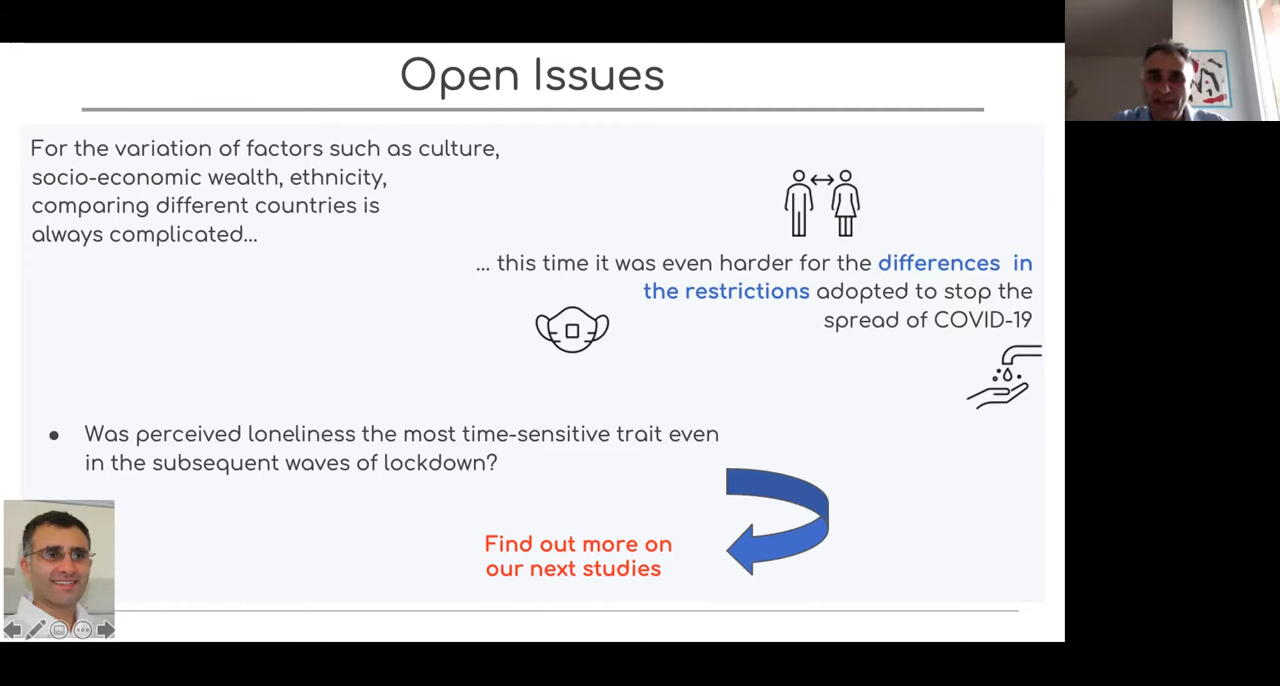 Open Issues
For the variation of factors such as culture,
socio-economic wealth, ethnicity,
comparing different countries is
always complicated...
... this time it was even harder for the differences in
the restrictions adopted to stop the
spread of COVID-19
Was perceived loneliness the most time-sensitive trait even
in the subsequent waves of lockdown?
Find out more on
our next studies